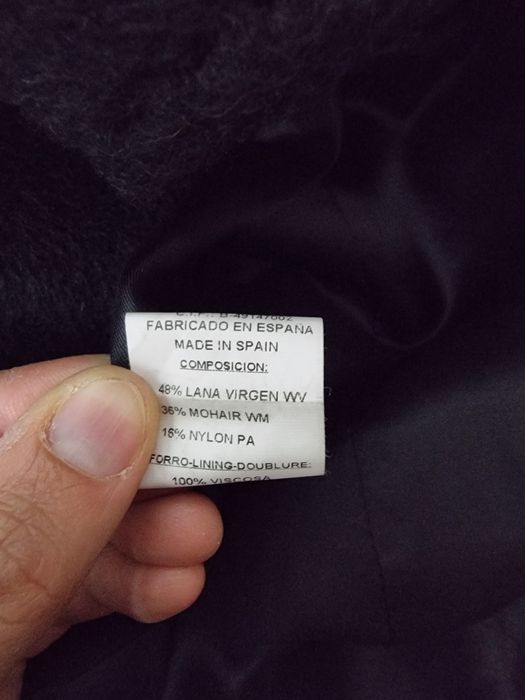 C.I.F.: B-49147002
FABRICADO EN ESPAÑA
MADE IN SPAIN
COMPOSICION:
48% LANA VIRGEN WV
36% MOHAIR WM
16% NYLON PA
FORRO-LINING-DOUBLURE:
100% VISCOSA